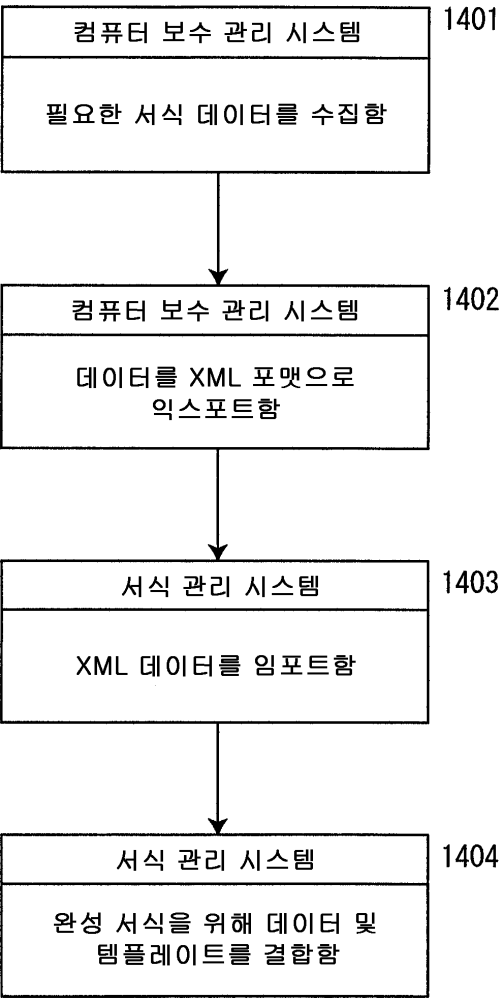 컴퓨터 보수 관리 시스템
1401
필요한 서식 데이터를 수집함
컴퓨터 보수 관리 시스템
1402
데이터를 XML 포맷으로
익스포트함
서식 관리 시스템
1403
XML 데이터를 임포트함
서식 관리 시스템
1404
완성 서식을 위해 데이터 및
템플레이트를 결합함